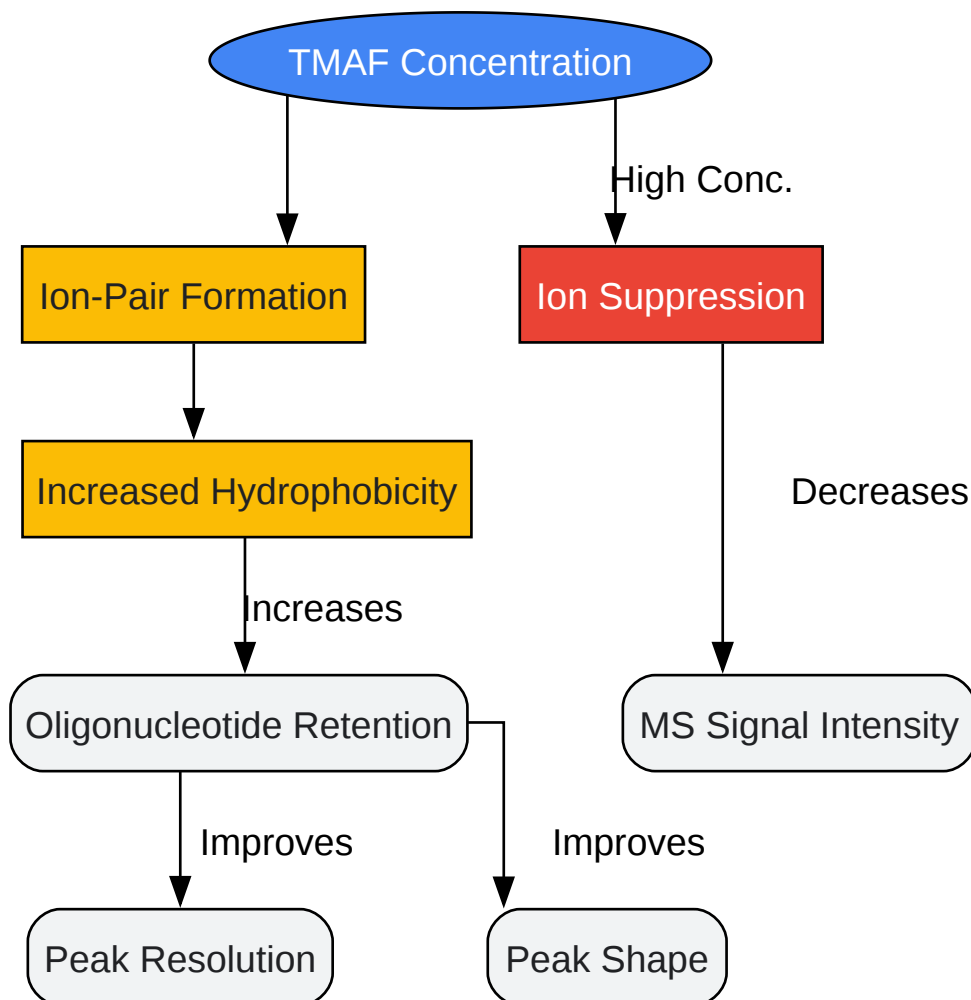 TMAF Concentration
High Conc.
Ion-Pair Formation
Ion Suppression
Increased Hydrophobicity
Decreases
Increases
Oligonucleotide Retention
MS Signal Intensity
Improves
Improves
Peak Resolution
Peak Shape